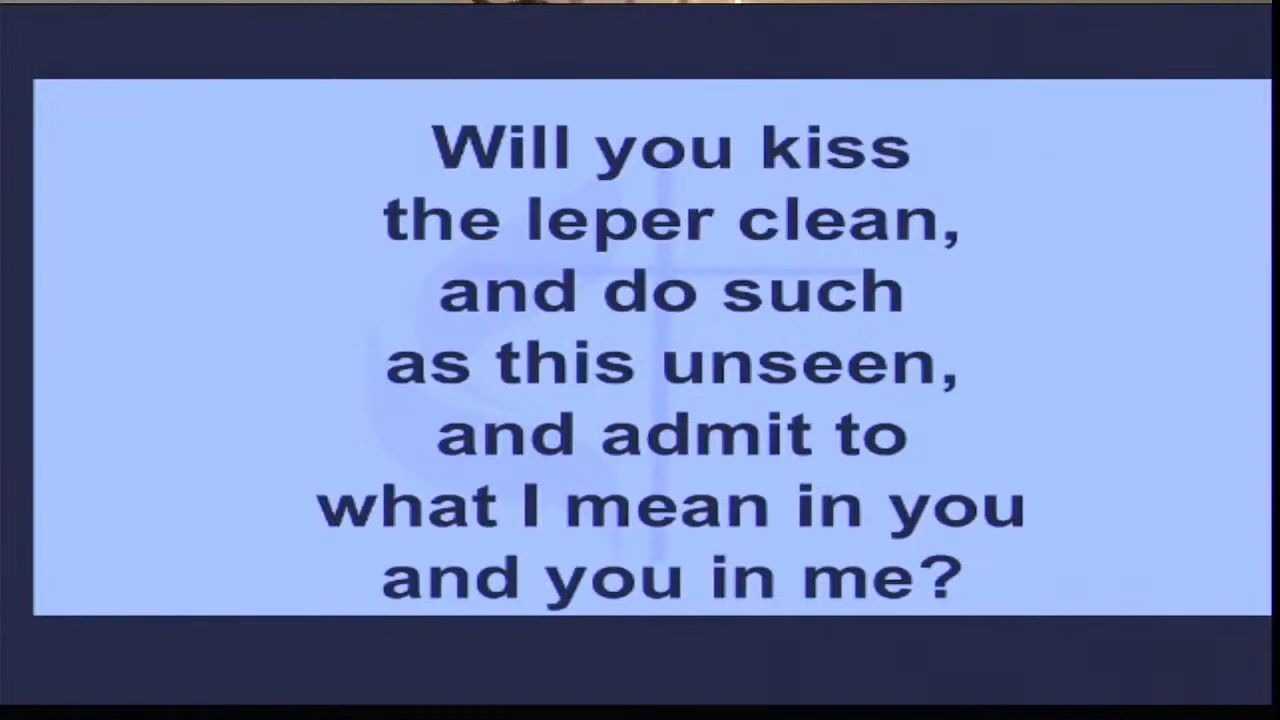 Will you kiss
the leper clean,
and do such
as this unseen,
and admit to
what I mean in you
and you in me?